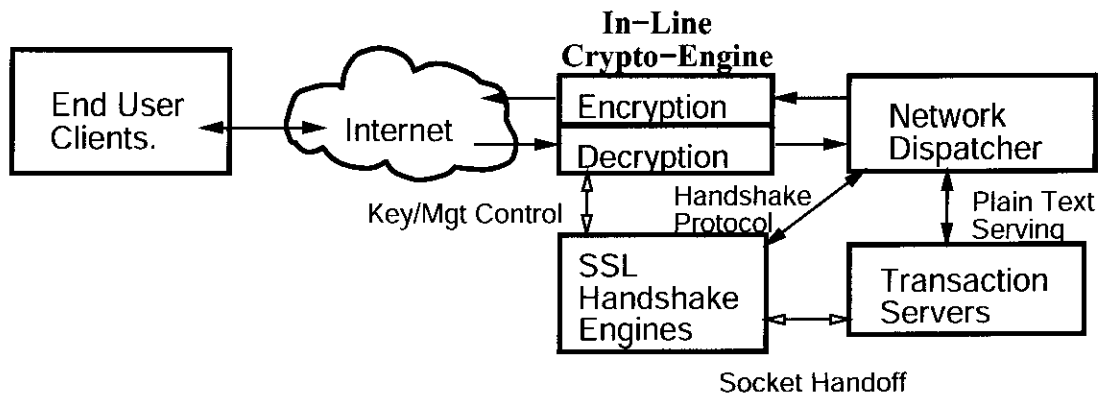 In-Line
Crypto-Engine
End User
Clients.
Internet
Encryption
Decryption
Network
Dispatcher
Key/Mgt Control
Handshake
Protocol
Plain Text
Serving
SSL
Handshake
Engines
Transaction
Servers
Socket Handoff